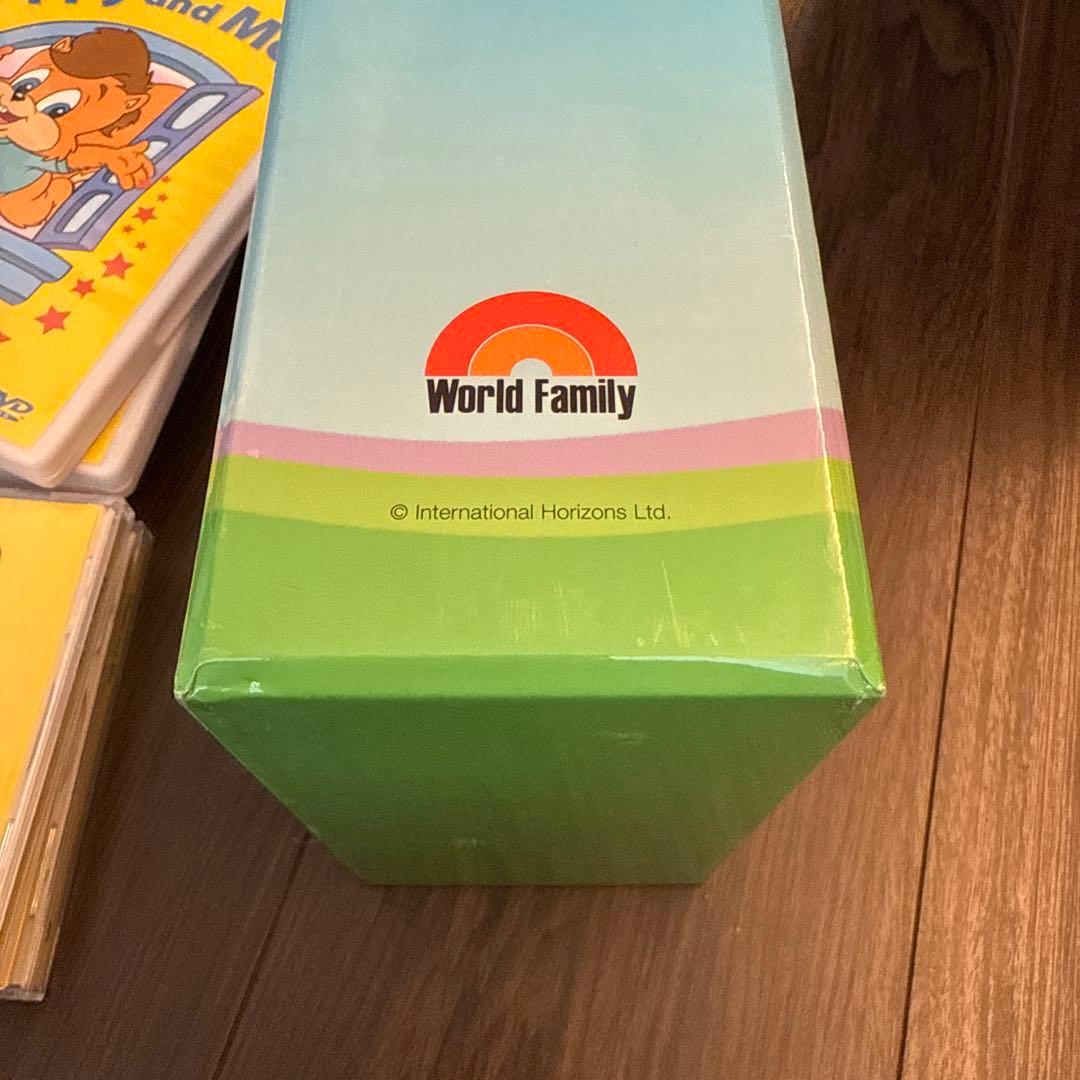 and
World Family
© International Horizons Ltd.